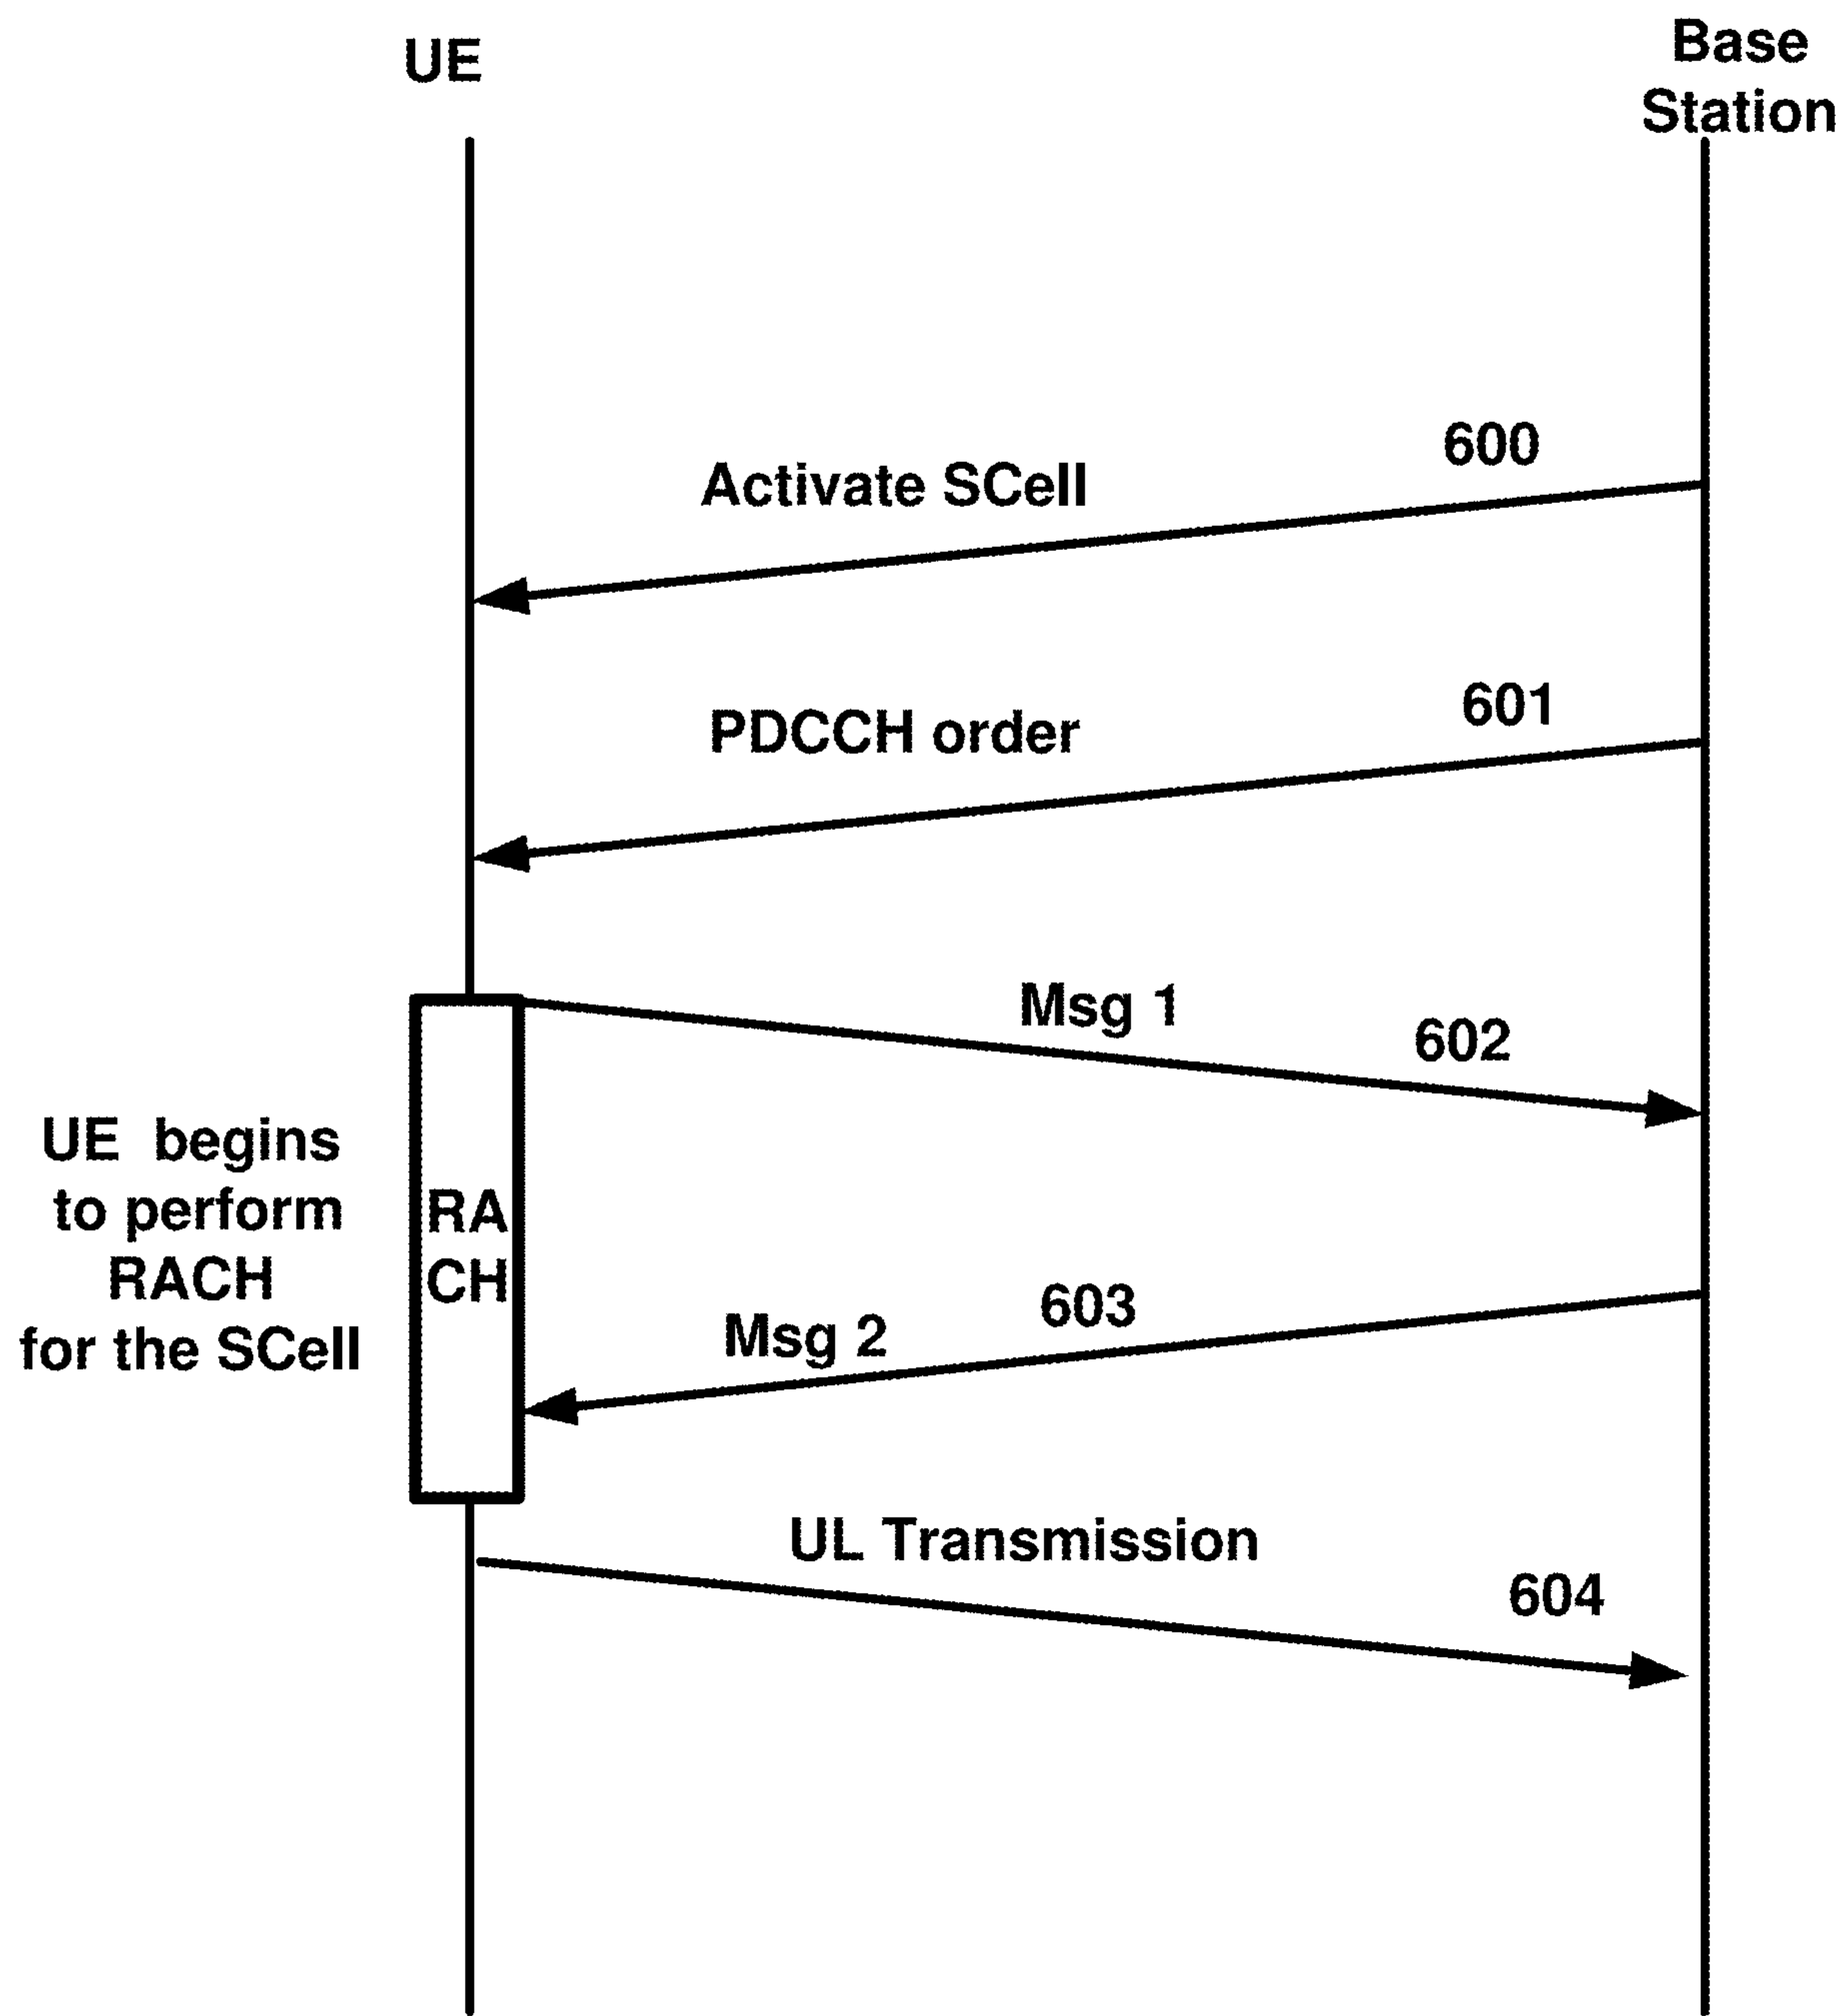 UE
Base
Station
600
Activate SCell
601
PDCCH order
Msg 1
602
UE begins
to perform
RACH
for the SCell
RA
CH
603
Msg 2
UL Transmission
604